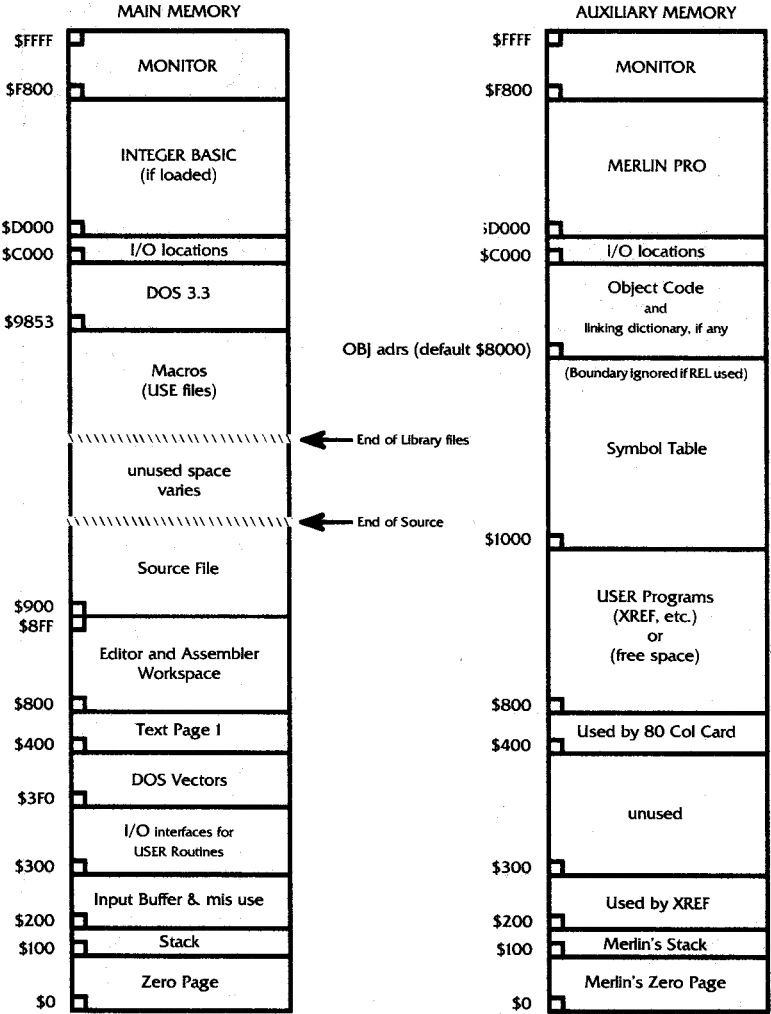 MAIN MEMORY
$FFFF
MONITOR
$F800
INTEGER BASIC
(if loaded)
$D000
I/O locations
$C000
DOS 3.3
$9853
Macros
(USE files)
End of Library files
unused space
varies
End of Source
Source File
$900
$8FF
Editor and Assembler
Workspace
$800
Text Page 1
$400
DOS Vectors
$3F0
I/O interfaces for
USER Routines
$300
Input Buffer & mis use
$200
Stack
$100
Zero Page
$0
AUXILIARY MEMORY
$FFFF
MONITOR
$F800
MERLIN PRO
$D000
I/O locations
$C000
Object Code
and
linking dictionary, if any
OBJ adrs (default $8000)
(Boundary ignored if REL used)
Symbol Table
$1000
USER Programs
(XREF, etc.)
or
(free space)
$800
Used by 80 Col Card
$400
unused
$300
Used by XREF
$200
Merlin's Stack
$100
Merlin's Zero Page
$0